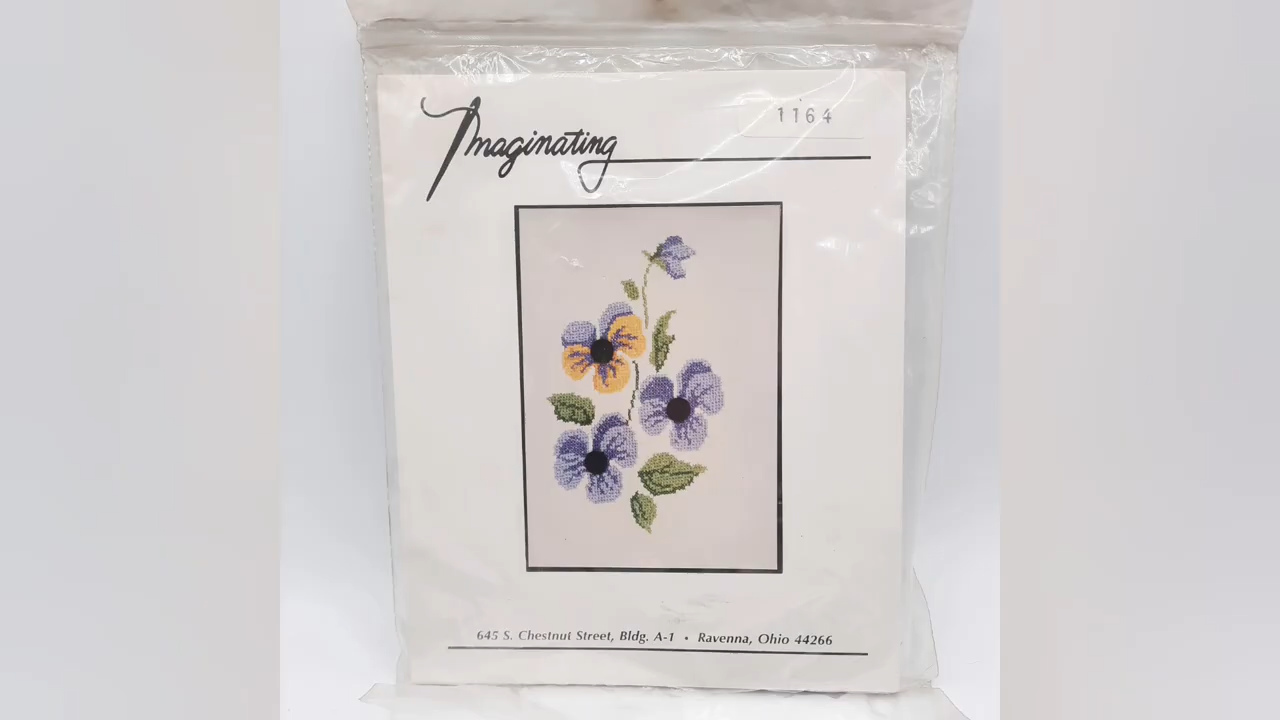 Imaginating
1164
645 S. Chestnut Street, Bldg. A-1 • Ravenna, Ohio 44266